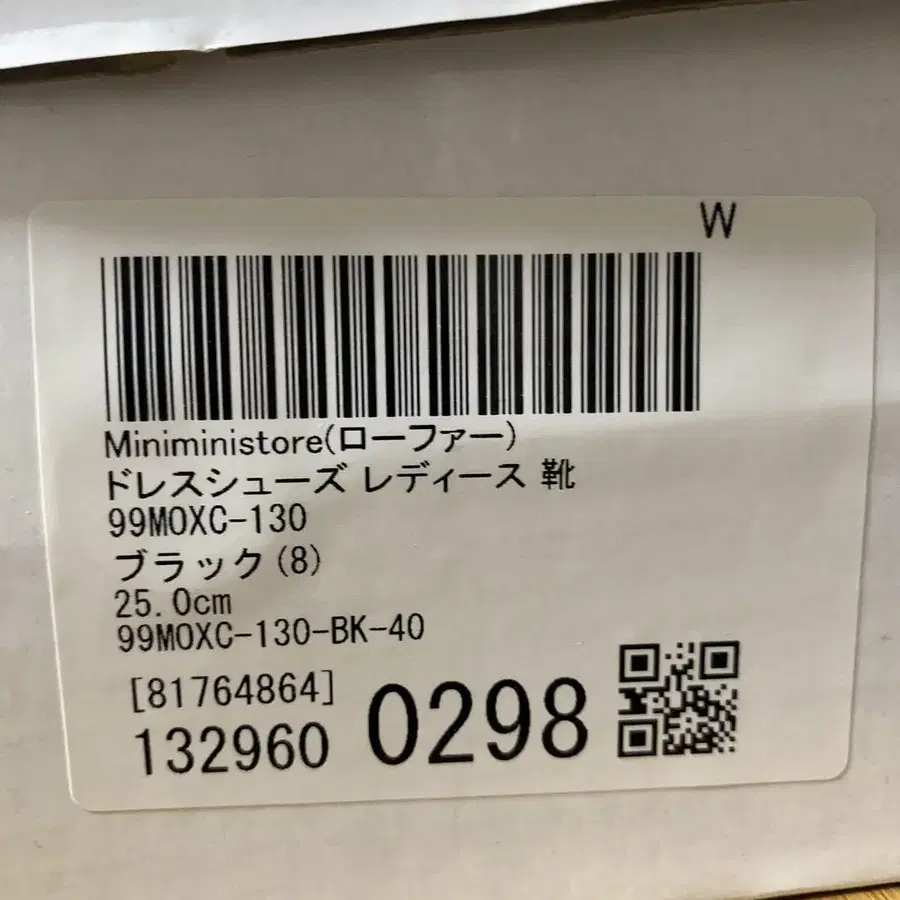 W
Miniministore(ローファー)
ドレスシューズ レディース 靴
99MOXC-130
ブラック(8)
25.0cm
99MOXC-130-BK-40
[81764864]
132960 0298